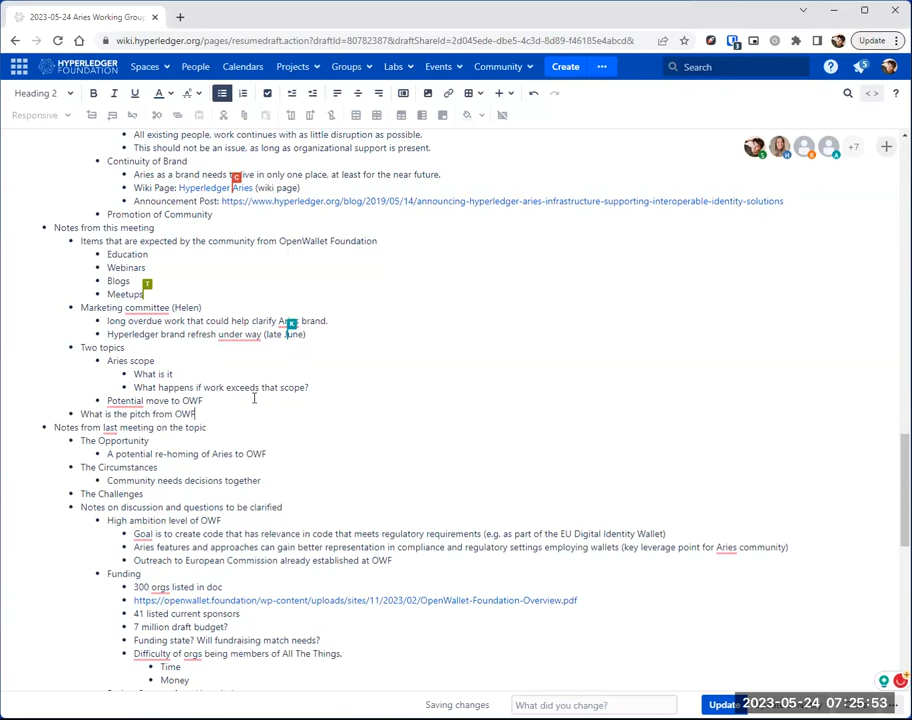 2023-05-24 Aries Working Grou
wiki.hyperledger.org/pages/resumedraft.action?draftId=80782387&draftShareId=2d045ede-dbe5-4c3d-8d89-f46185e4abcd&
Update
HYPERLEDGER FOUNDATION
Spaces People Calendars Projects Groups Labs Events Community Create Search
Heading 2
Responsive
+7
All existing people, work continues with as little disruption as possible.
This should not be an issue, as long as organizational support is present.
Continuity of Brand
Aries as a brand needs to live in only one place, at least for the near future.
Wiki Page: Hyperledger Aries (wiki page)
Announcement Post: https://www.hyperledger.org/blog/2019/05/14/announcing-hyperledger-aries-infrastructure-supporting-interoperable-identity-solutions
Promotion of Community
Notes from this meeting
Items that are expected by the community from OpenWallet Foundation
Education
Webinars
Blogs
Meetups
Marketing committee (Helen)
long overdue work that could help clarify Aries brand.
Hyperledger brand refresh under way (late June)
Two topics
Aries scope
What is it
What happens if work exceeds that scope?
Potential move to OWF
What is the pitch from OWF
Notes from last meeting on the topic
The Opportunity
A potential re-homing of Aries to OWF
The Circumstances
Community needs decisions together
The Challenges
Notes on discussion and questions to be clarified
High ambition level of OWF
Goal is to create code that has relevance in code that meets regulatory requirements (e.g. as part of the EU Digital Identity Wallet)
Aries features and approaches can gain better representation in compliance and regulatory settings employing wallets (key leverage point for Aries community)
Outreach to European Commission already established at OWF
Funding
300 orgs listed in doc
https://openwallet.foundation/wp-content/uploads/sites/11/2023/02/OpenWallet-Foundation-Overview.pdf
41 listed current sponsors
7 million draft budget?
Funding state? Will fundraising match needs?
Difficulty of orgs being members of All The Things.
Time
Money
Saving changes What did you change? Update
2023-05-24 07:25:53